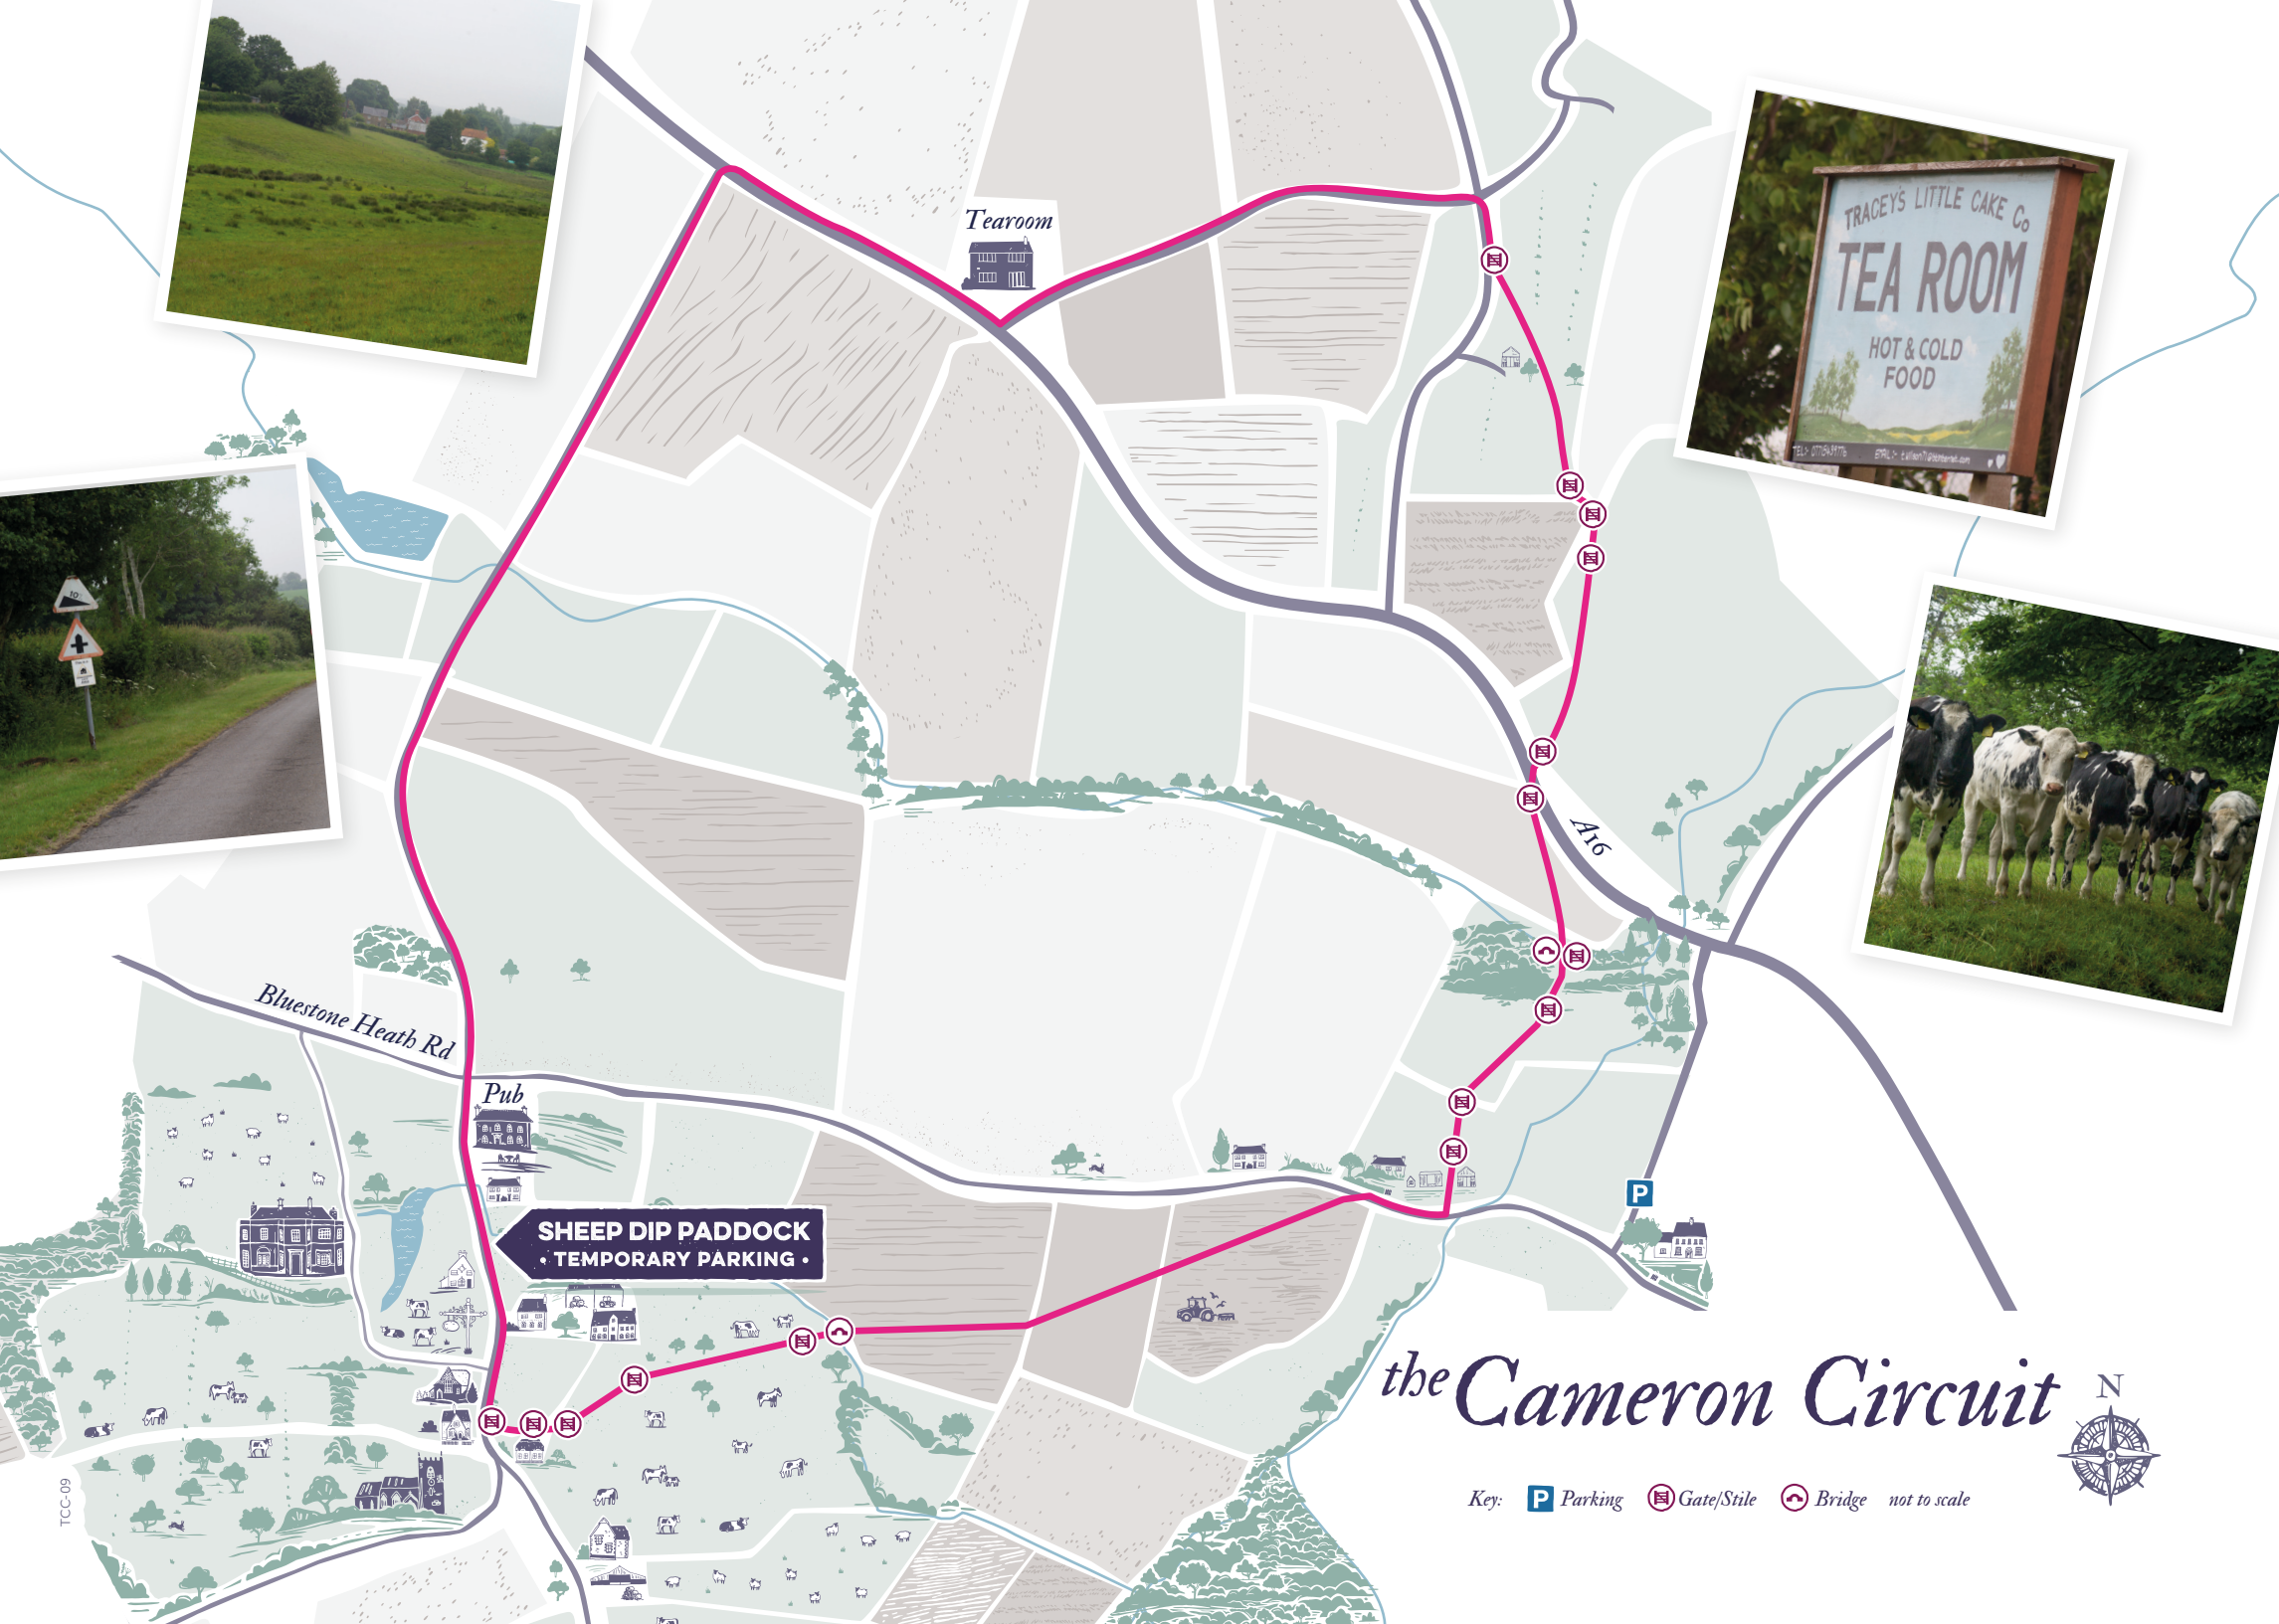 Tearoom
TRACEY'S LITTLE CAKE Co
TEA ROOM
HOT & COLD
FOOD
10%
A16
Bluestone Heath Rd
Pub
SHEEP DIP PADDOCK
• TEMPORARY PARKING •
P
the Cameron Circuit
N
Key: P Parking Gate/Stile Bridge not to scale
TCC-09